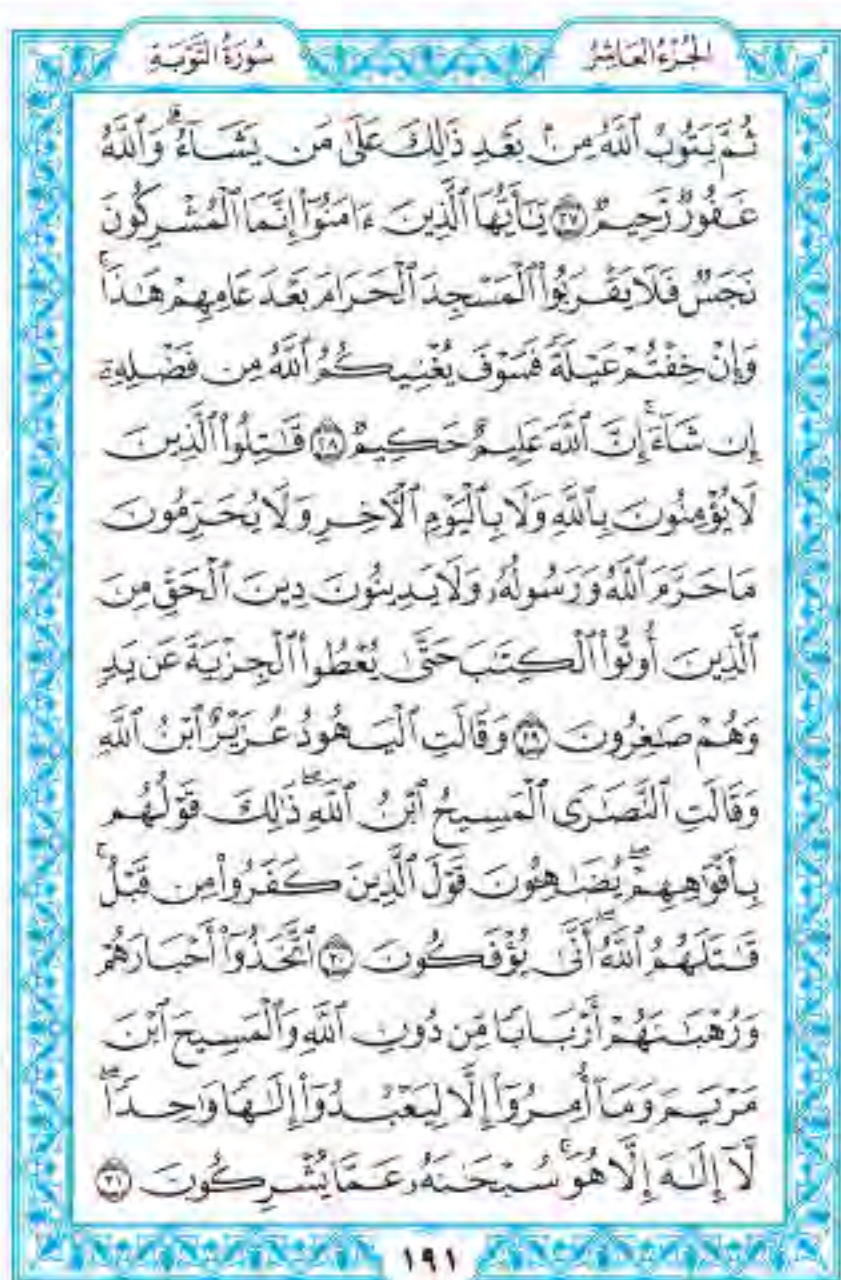 الجُزْءُ العَاشِرُ
سُورَةُ التَّوْبَةِ
ثُمَّ يَتُوبُ ٱللَّهُ مِنۢ بَعْدِ ذَٰلِكَ عَلَىٰ مَن يَشَآءُۗ وَٱللَّهُ
غَفُورٌ رَّحِيمٌ ٢٧ يَٰٓأَيُّهَا ٱلَّذِينَ ءَامَنُوٓا۟ إِنَّمَا ٱلْمُشْرِكُونَ
نَجَسٌ فَلَا يَقْرَبُوا۟ ٱلْمَسْجِدَ ٱلْحَرَامَ بَعْدَ عَامِهِمْ هَٰذَاۚ
وَإِنْ خِفْتُمْ عَيْلَةً فَسَوْفَ يُغْنِيكُمُ ٱللَّهُ مِن فَضْلِهِۦٓ
إِن شَآءَۚ إِنَّ ٱللَّهَ عَلِيمٌ حَكِيمٌ ٢٨ قَٰتِلُوا۟ ٱلَّذِينَ
لَا يُؤْمِنُونَ بِٱللَّهِ وَلَا بِٱلْيَوْمِ ٱلْءَاخِرِ وَلَا يُحَرِّمُونَ
مَا حَرَّمَ ٱللَّهُ وَرَسُولُهُۥ وَلَا يَدِينُونَ دِينَ ٱلْحَقِّ مِنَ
ٱلَّذِينَ أُوتُوا۟ ٱلْكِتَٰبَ حَتَّىٰ يُعْطُوا۟ ٱلْجِزْيَةَ عَن يَدٍ
وَهُمْ صَٰغِرُونَ ٢٩ وَقَالَتِ ٱلْيَهُودُ عُزَيْرٌ ٱبْنُ ٱللَّهِ
وَقَالَتِ ٱلنَّصَٰرَى ٱلْمَسِيحُ ٱبْنُ ٱللَّهِۖ ذَٰلِكَ قَوْلُهُم
بِأَفْوَٰهِهِمْۖ يُضَٰهِـُٔونَ قَوْلَ ٱلَّذِينَ كَفَرُوا۟ مِن قَبْلُۚ
قَٰتَلَهُمُ ٱللَّهُۖ أَنَّىٰ يُؤْفَكُونَ ٣٠ ٱتَّخَذُوٓا۟ أَحْبَارَهُمْ
وَرُهْبَٰنَهُمْ أَرْبَابًا مِّن دُونِ ٱللَّهِ وَٱلْمَسِيحَ ٱبْنَ
مَرْيَمَ وَمَآ أُمِرُوٓا۟ إِلَّا لِيَعْبُدُوٓا۟ إِلَٰهًا وَٰحِدًاۖ
لَّآ إِلَٰهَ إِلَّا هُوَۚ سُبْحَٰنَهُۥ عَمَّا يُشْرِكُونَ ٣١
١٩١